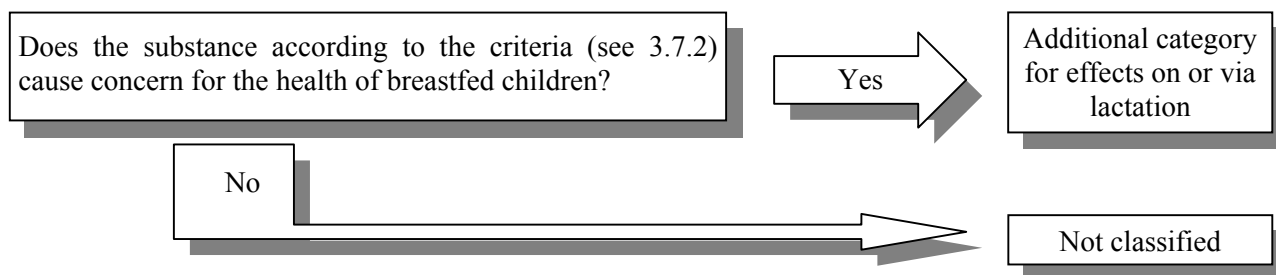 Does the substance according to the criteria (see 3.7.2)
cause concern for the health of breastfed children?
Yes
Additional category
for effects on or via
lactation
No
Not classified